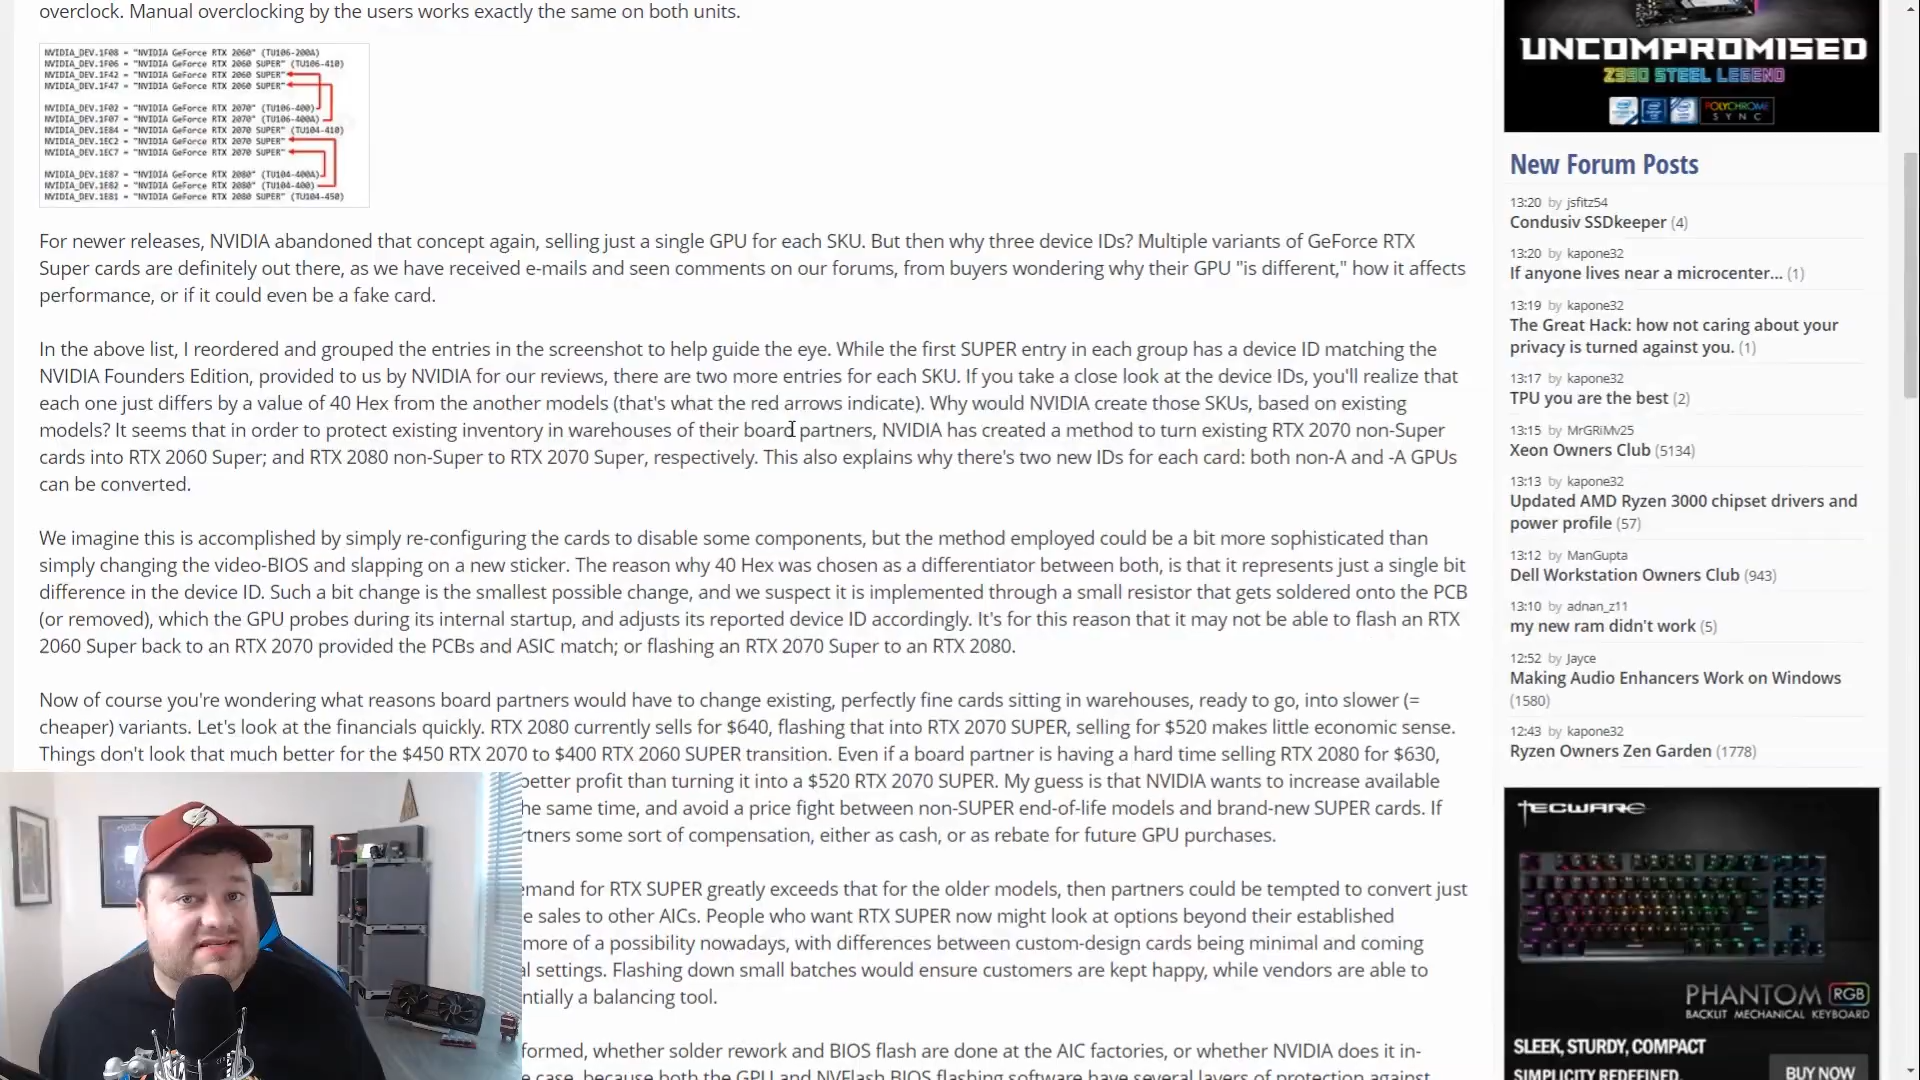 overclock. Manual overclocking by the users works exactly the same on both units.
NVIDIA_DEV.1F08 = "NVIDIA GeForce RTX 2060" (TU106-200A)
NVIDIA_DEV.1F06 = "NVIDIA GeForce RTX 2060 SUPER" (TU106-410)
NVIDIA_DEV.1F42 = "NVIDIA GeForce RTX 2060 SUPER"
NVIDIA_DEV.1F47 = "NVIDIA GeForce RTX 2060 SUPER"
NVIDIA_DEV.1F02 = "NVIDIA GeForce RTX 2070" (TU106-400)
NVIDIA_DEV.1F07 = "NVIDIA GeForce RTX 2070" (TU106-400A)
NVIDIA_DEV.1E84 = "NVIDIA GeForce RTX 2070 SUPER" (TU104-410)
NVIDIA_DEV.1EC2 = "NVIDIA GeForce RTX 2070 SUPER"
NVIDIA_DEV.1EC7 = "NVIDIA GeForce RTX 2070 SUPER"
NVIDIA_DEV.1E87 = "NVIDIA GeForce RTX 2080" (TU104-400A)
NVIDIA_DEV.1E82 = "NVIDIA GeForce RTX 2080" (TU104-400)
NVIDIA_DEV.1E81 = "NVIDIA GeForce RTX 2080 SUPER" (TU104-450)
For newer releases, NVIDIA abandoned that concept again, selling just a single GPU for each SKU. But then why three device IDs? Multiple variants of GeForce RTX
Super cards are definitely out there, as we have received e-mails and seen comments on our forums, from buyers wondering why their GPU "is different," how it affects
performance, or if it could even be a fake card.
In the above list, I reordered and grouped the entries in the screenshot to help guide the eye. While the first SUPER entry in each group has a device ID matching the
NVIDIA Founders Edition, provided to us by NVIDIA for our reviews, there are two more entries for each SKU. If you take a close look at the device IDs, you'll realize that
each one just differs by a value of 40 Hex from the another models (that's what the red arrows indicate). Why would NVIDIA create those SKUs, based on existing
models? It seems that in order to protect existing inventory in warehouses of their board partners, NVIDIA has created a method to turn existing RTX 2070 non-Super
cards into RTX 2060 Super; and RTX 2080 non-Super to RTX 2070 Super, respectively. This also explains why there's two new IDs for each card: both non-A and -A GPUs
can be converted.
We imagine this is accomplished by simply re-configuring the cards to disable some components, but the method employed could be a bit more sophisticated than
simply changing the video-BIOS and slapping on a new sticker. The reason why 40 Hex was chosen as a differentiator between both, is that it represents just a single bit
difference in the device ID. Such a bit change is the smallest possible change, and we suspect it is implemented through a small resistor that gets soldered onto the PCB
(or removed), which the GPU probes during its internal startup, and adjusts its reported device ID accordingly. It's for this reason that it may not be able to flash an RTX
2060 Super back to an RTX 2070 provided the PCBs and ASIC match; or flashing an RTX 2070 Super to an RTX 2080.
Now of course you're wondering what reasons board partners would have to change existing, perfectly fine cards sitting in warehouses, ready to go, into slower (=
cheaper) variants. Let's look at the financials quickly. RTX 2080 currently sells for $640, flashing that into RTX 2070 SUPER, selling for $520 makes little economic sense.
Things don't look that much better for the $450 RTX 2070 to $400 RTX 2060 SUPER transition. Even if a board partner is having a hard time selling RTX 2080 for $630,
better profit than turning it into a $520 RTX 2070 SUPER. My guess is that NVIDIA wants to increase available
he same time, and avoid a price fight between non-SUPER end-of-life models and brand-new SUPER cards. If
rtners some sort of compensation, either as cash, or as rebate for future GPU purchases.
emand for RTX SUPER greatly exceeds that for the older models, then partners could be tempted to convert just
e sales to other AICs. People who want RTX SUPER now might look at options beyond their established
more of a possibility nowadays, with differences between custom-design cards being minimal and coming
al settings. Flashing down small batches would ensure customers are kept happy, while vendors are able to
ntially a balancing tool.
formed, whether solder rework and BIOS flash are done at the AIC factories, or whether NVIDIA does it in-
e case, because both the GPU and NVFlash BIOS flashing software have several layers of protection against
UNCOMPROMISED
Z390 STEEL LEGEND
POLYCHROME
SYNC
New Forum Posts
13:20 by jsfitz54
Condusiv SSDkeeper (4)
13:20 by kapone32
If anyone lives near a microcenter... (1)
13:19 by kapone32
The Great Hack: how not caring about your
privacy is turned against you. (1)
13:17 by kapone32
TPU you are the best (2)
13:15 by MrGRiMv25
Xeon Owners Club (5134)
13:13 by kapone32
Updated AMD Ryzen 3000 chipset drivers and
power profile (57)
13:12 by ManGupta
Dell Workstation Owners Club (943)
13:10 by adnan_z11
my new ram didn't work (5)
12:52 by Jayce
Making Audio Enhancers Work on Windows
(1580)
12:43 by kapone32
Ryzen Owners Zen Garden (1778)
TECWARE
PHANTOM RGB
BACKLIT MECHANICAL KEYBOARD
SLEEK, STURDY, COMPACT
SIMPLICITY REDEFINED.
BUY NOW